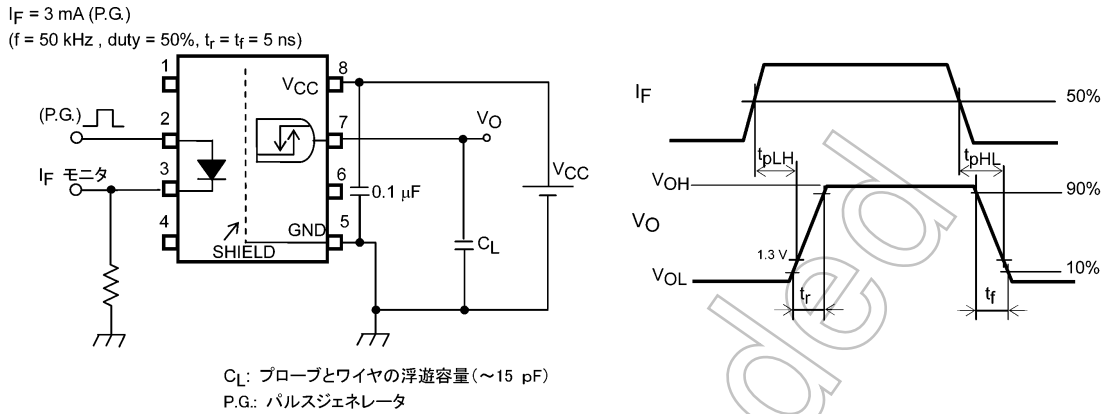 IF = 3 mA (P.G.)
(f = 50 kHz , duty = 50%, tr = tf = 5 ns)
1
8
VCC
(P.G.)
2
7
VO
IF モニタ
3
6
0.1 μF
VCC
4
5
GND
SHIELD
CL
CL: プローブとワイヤの浮遊容量(～15 pF)
P.G.: パルスジェネレータ
IF
50%
tpLH
tpHL
VOH
90%
VO
1.3 V
VOL
10%
tr
tf
ded